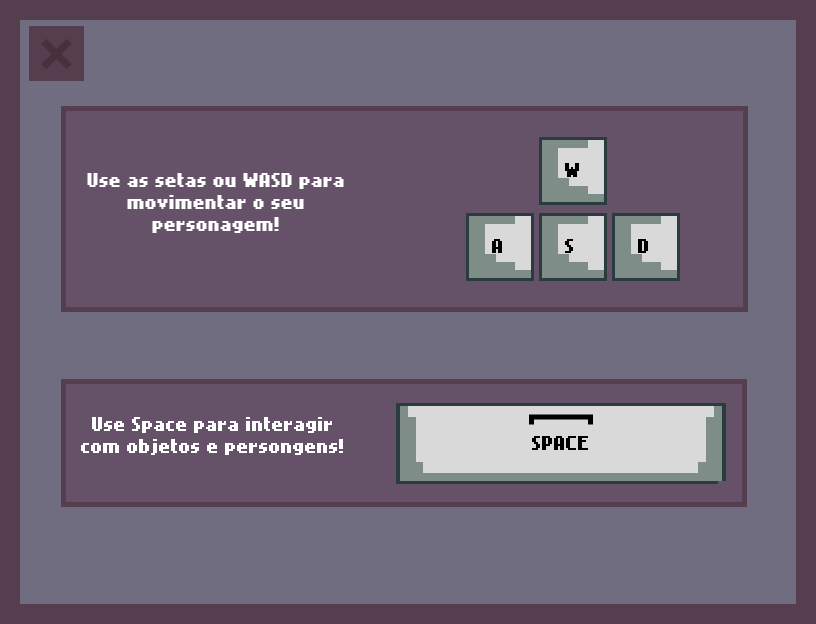 Use as setas ou WASD para
movimentar o seu
personagem!
W
A S D
Use Space para interagir
com objetos e persongens!
SPACE